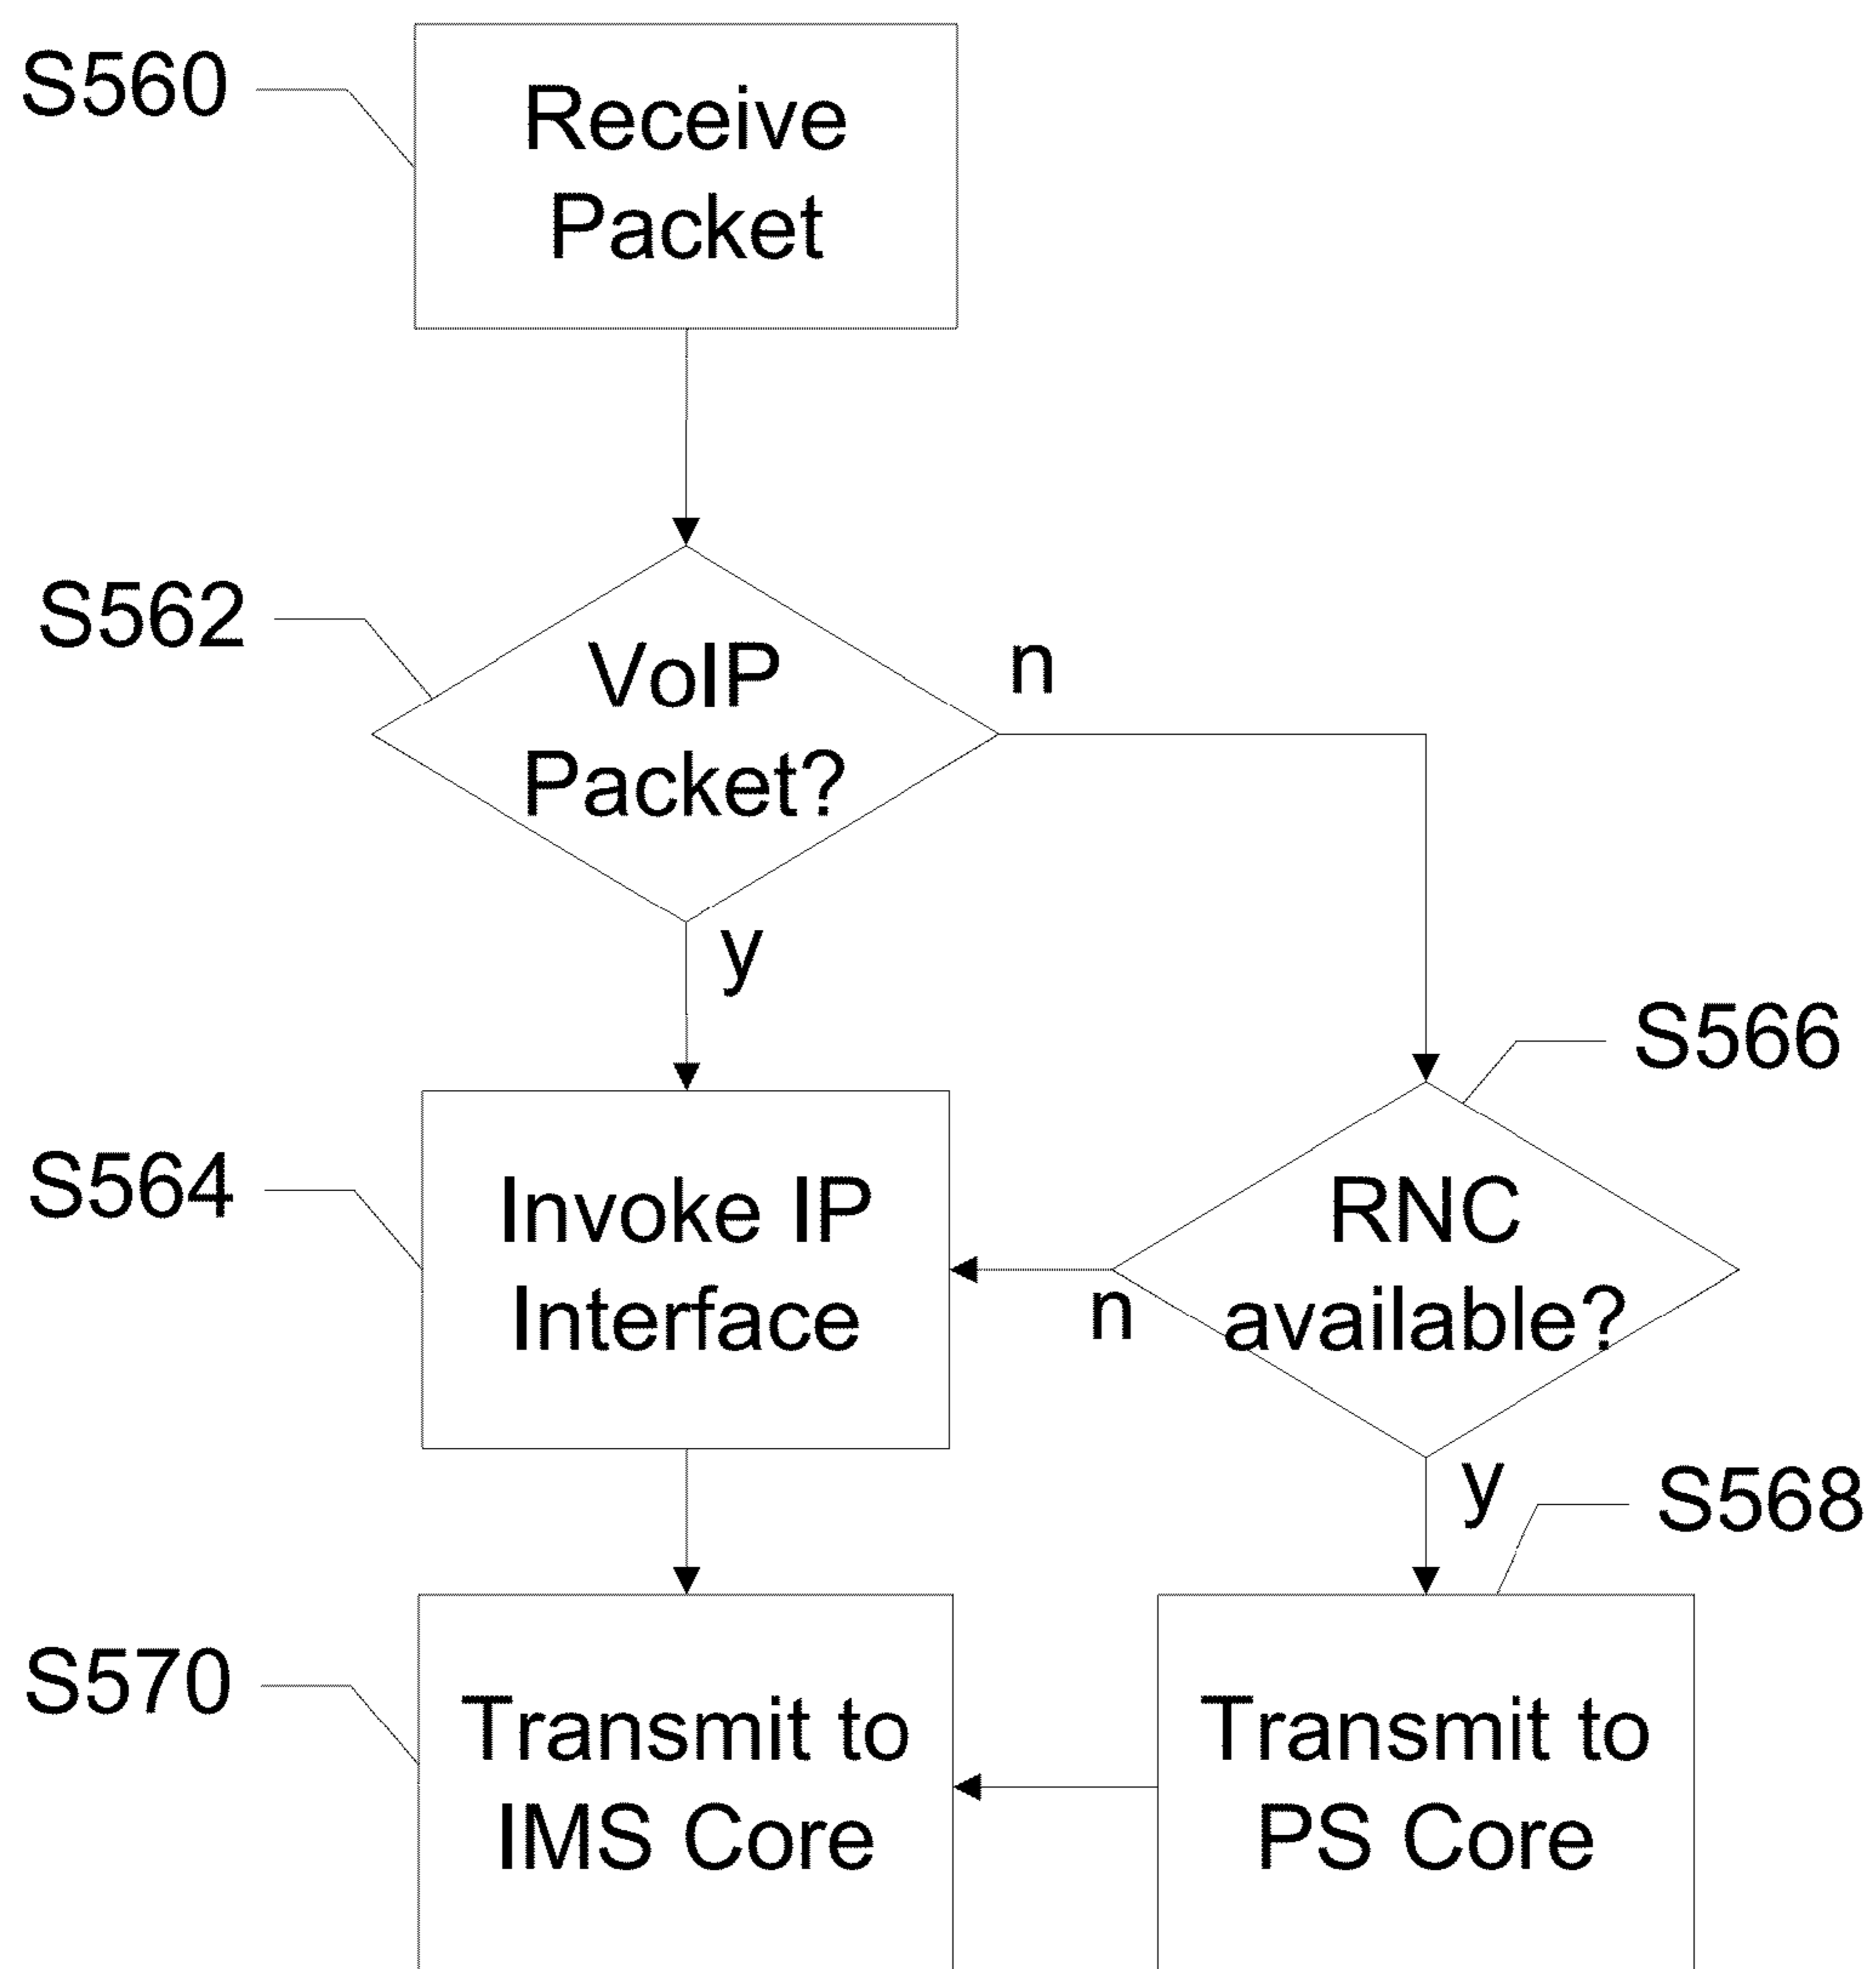 S560
Receive
Packet
S562
VoIP
Packet?
n
y
S566
S564
Invoke IP
Interface
RNC
available?
n
y
S568
S570
Transmit to
IMS Core
Transmit to
PS Core